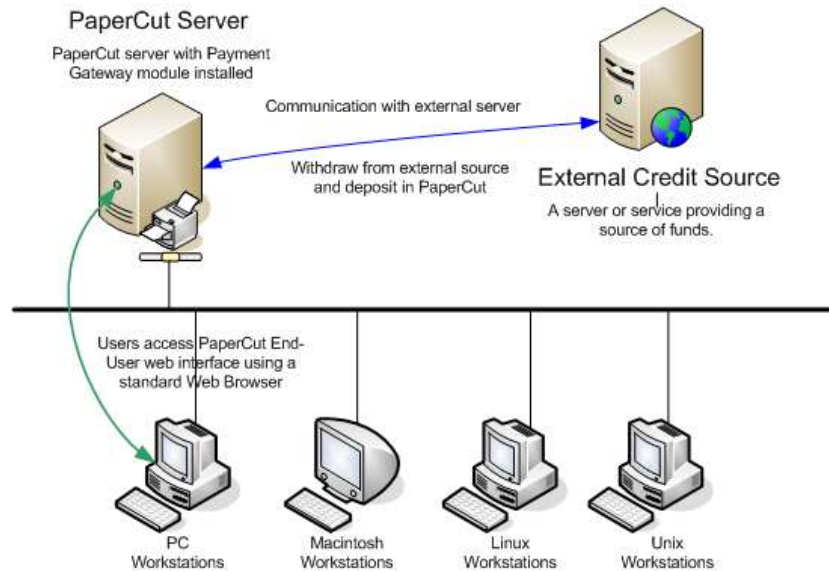 PaperCut Server
PaperCut server with Payment
Gateway module installed
Communication with external server
Withdraw from external source
and deposit in PaperCut
External Credit Source
A server or service providing a
source of funds.
Users access PaperCut End-
User web interface using a
standard Web Browser
PC
Workstations
Macintosh
Workstations
Linux
Workstations
Unix
Workstations